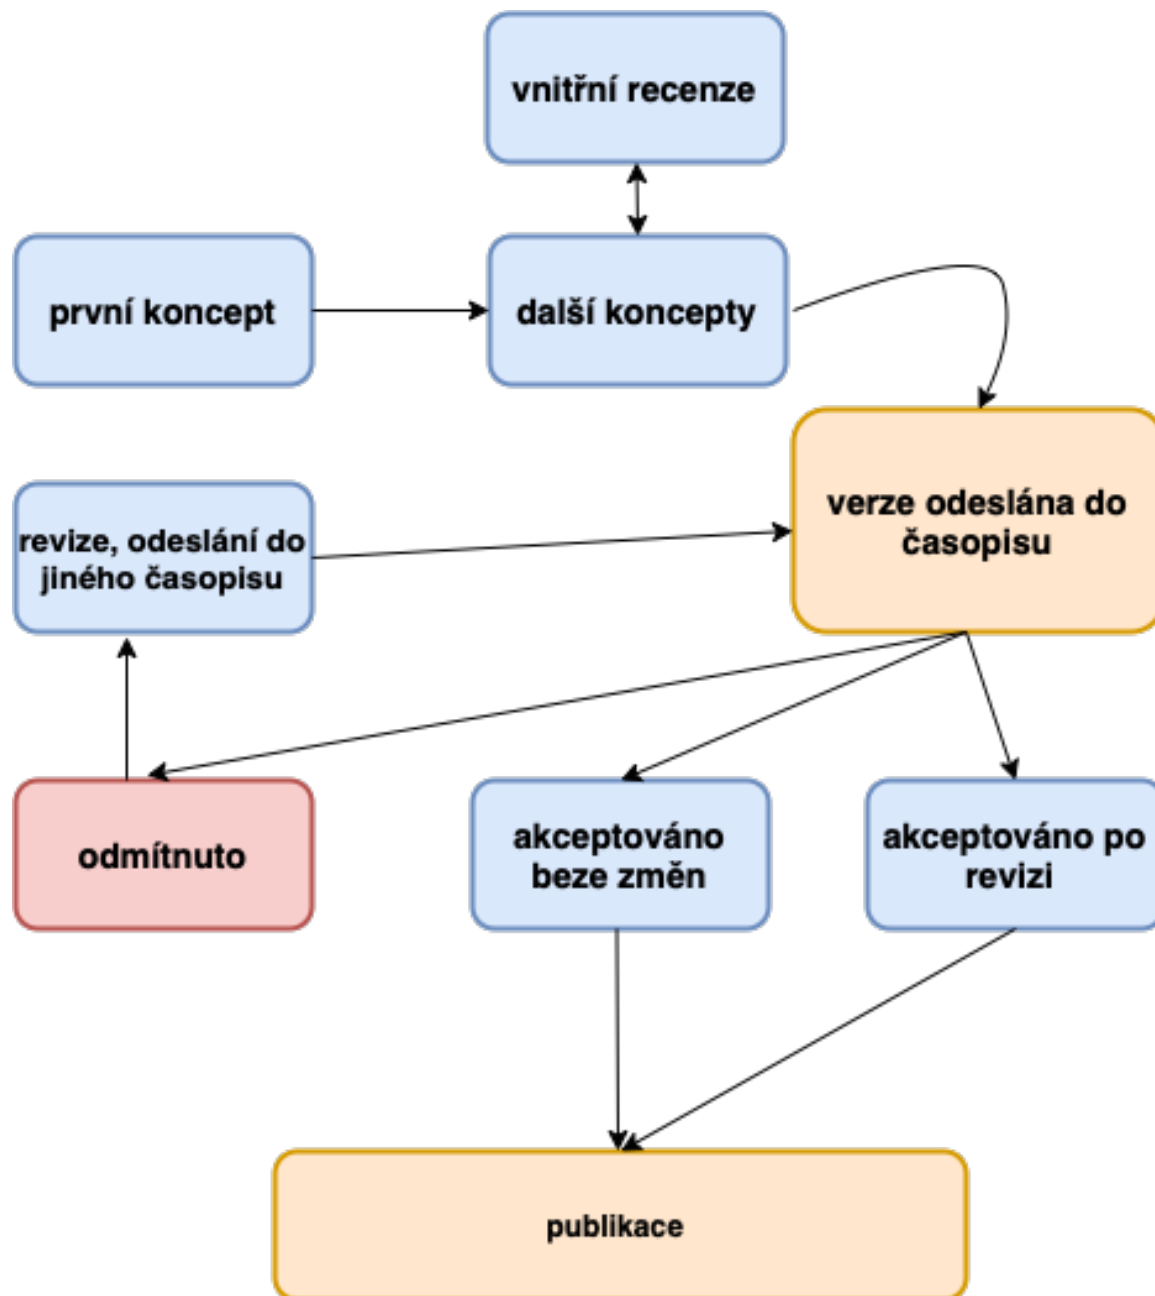 vnitřní recenze
první koncept
další koncepty
verze odeslána do
časopisu
revize, odeslání do
jiného časopisu
odmítnuto
akceptováno
beze změn
akceptováno po
revizi
publikace